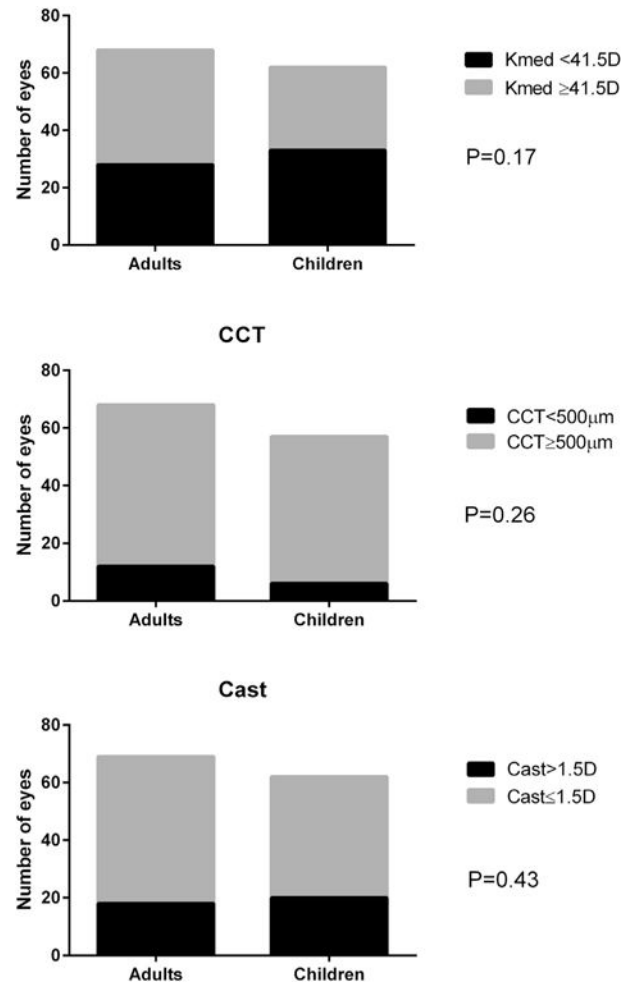 80
60
40
20
0
Number of eyes
Adults
Children
Kmed <41.5D
Kmed ≥41.5D
P=0.17
CCT
80
60
40
20
0
Number of eyes
Adults
Children
CCT<500μm
CCT≥500μm
P=0.26
Cast
80
60
40
20
0
Number of eyes
Adults
Children
Cast>1.5D
Cast≤1.5D
P=0.43